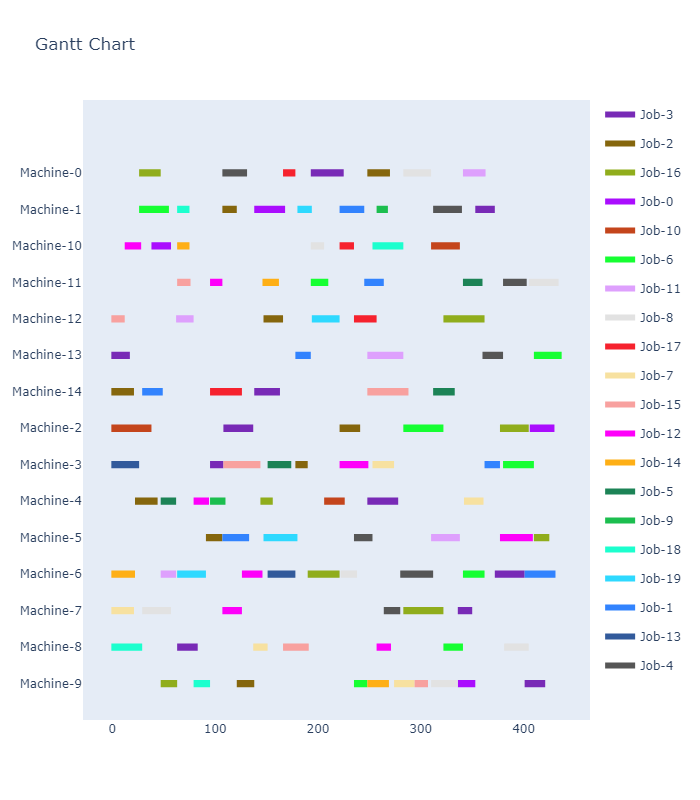 Gantt Chart
Machine-0
Machine-1
Machine-10
Machine-11
Machine-12
Machine-13
Machine-14
Machine-2
Machine-3
Machine-4
Machine-5
Machine-6
Machine-7
Machine-8
Machine-9
0 100 200 300 400
Job-3
Job-2
Job-16
Job-0
Job-10
Job-6
Job-11
Job-8
Job-17
Job-7
Job-15
Job-12
Job-14
Job-5
Job-9
Job-18
Job-19
Job-1
Job-13
Job-4